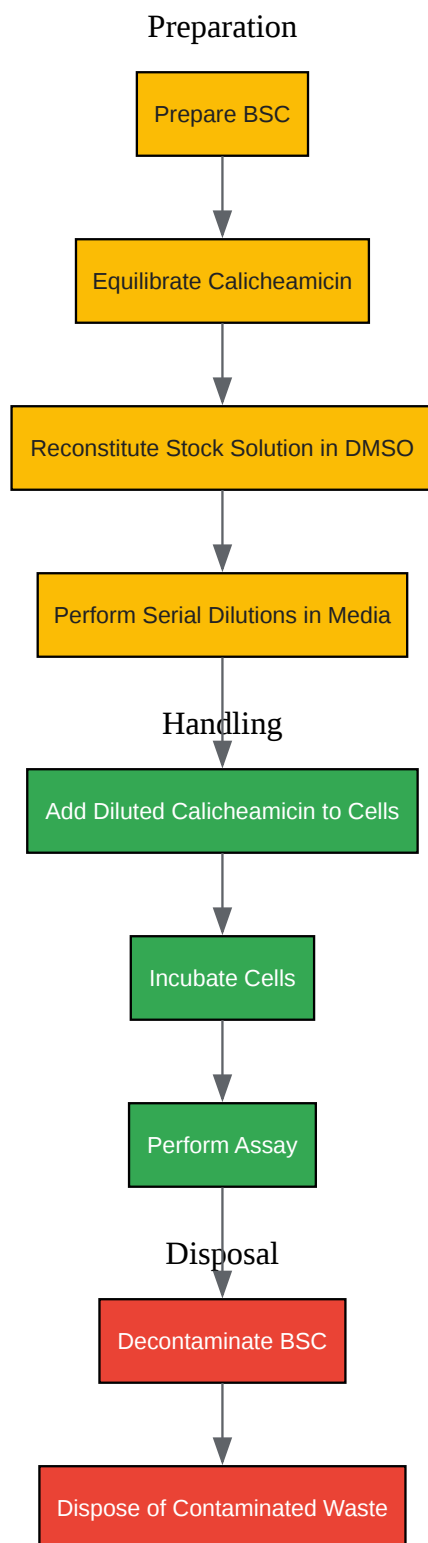 Preparation
Prepare BSC
Equilibrate Calicheamicin
Reconstitute Stock Solution in DMSO
Perform Serial Dilutions in Media
Handling
Add Diluted Calicheamicin to Cells
Incubate Cells
Perform Assay
Disposal
Decontaminate BSC
Dispose of Contaminated Waste